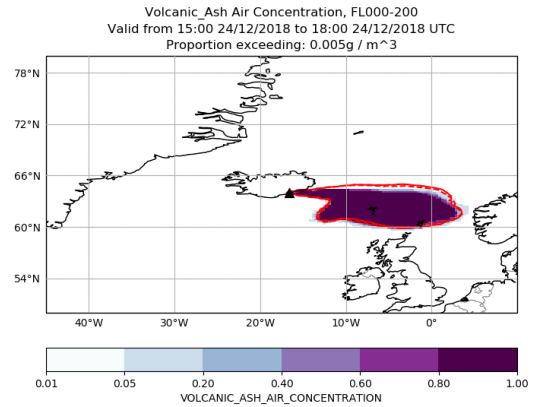 Volcanic_Ash Air Concentration, FL000-200
Valid from 15:00 24/12/2018 to 18:00 24/12/2018 UTC
Proportion exceeding: 0.005g / m^3
78°N
72°N
66°N
60°N
54°N
40°W 30°W 20°W 10°W 0°
0.01 0.05 0.20 0.40 0.60 0.80 1.00
VOLCANIC_ASH_AIR_CONCENTRATION